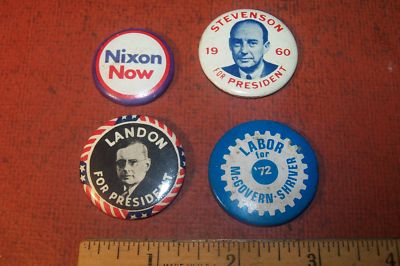 Nixon
Now
STEVENSON
19 60
FOR PRESIDENT
LANDON
FOR PRESIDENT
LABOR
for
'72
McGOVERN-SHRIVER
1 2 3 4